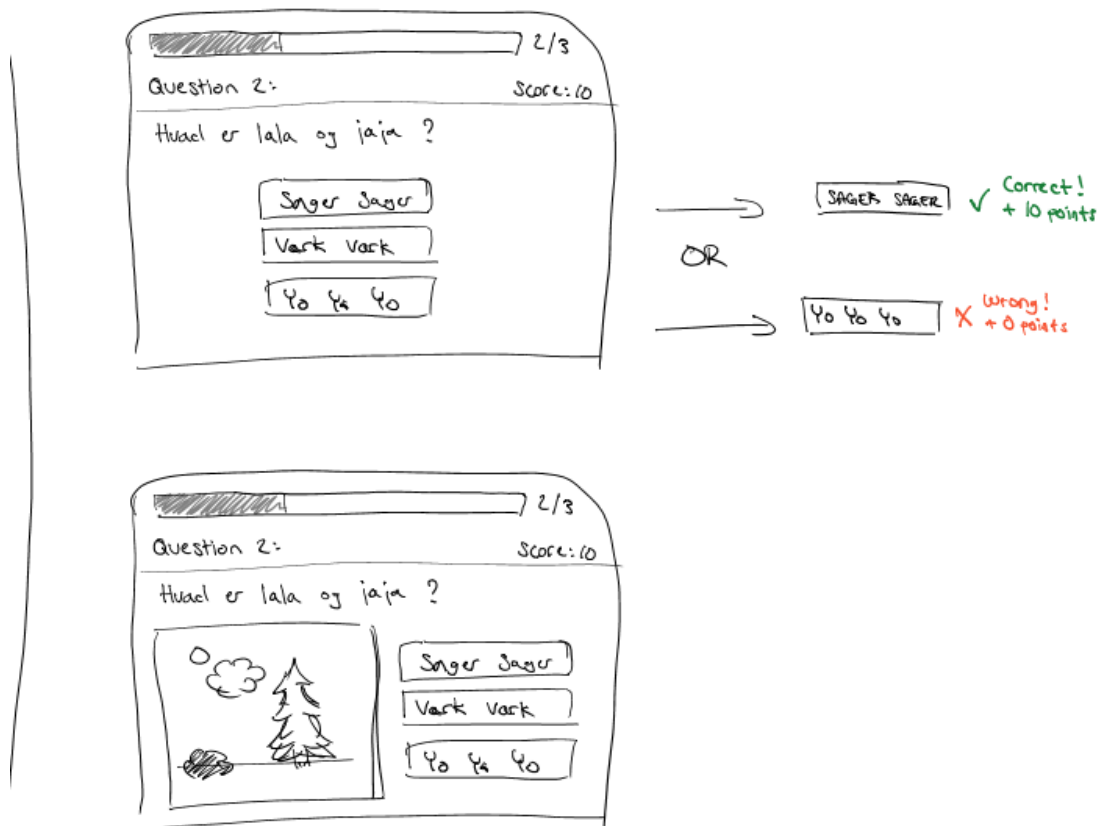 2/3
Question 2:
Score: 10
Hvad er lala og jaja ?
Sager Sager
Vark Vark
Yo Ya Yo
OR
SAGER SAGER
Correct!
+ 10 points
Yo Yo Yo
Wrong!
+ 0 points
2/3
Question 2:
Score: 10
Hvad er lala og jaja ?
Sager Sager
Vark Vark
Yo Ya Yo